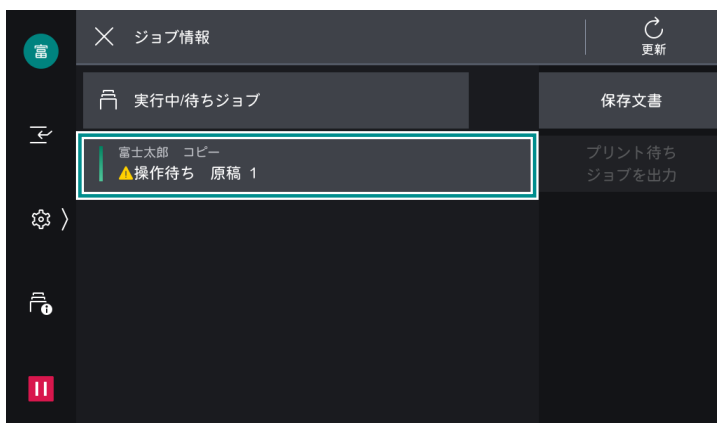 富
ジョブ情報
更新
実行中/待ちジョブ
保存文書
富士太郎 コピー
操作待ち 原稿 1
プリント待ち
ジョブを出力